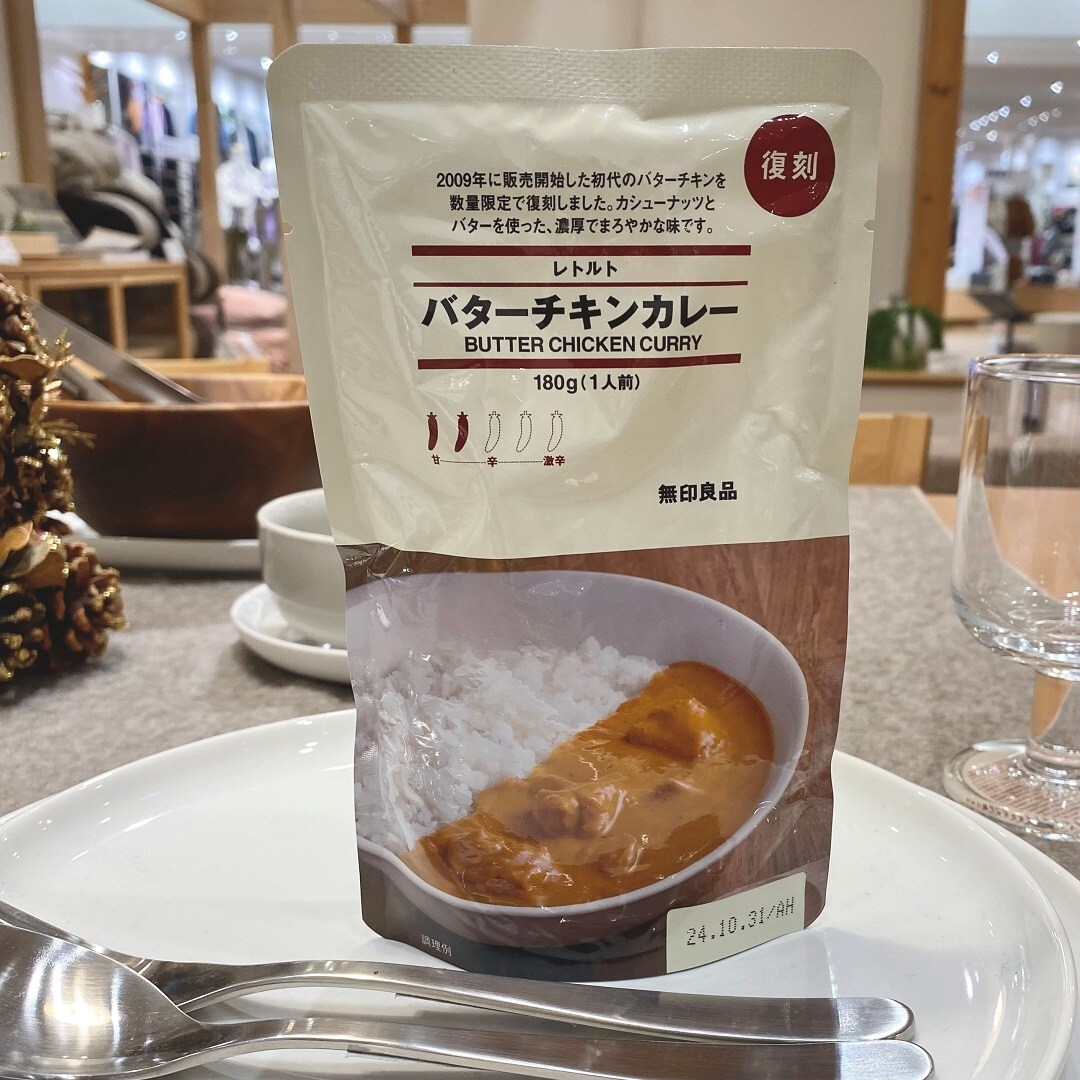 復刻
2009年に販売開始した初代のバターチキンを
数量限定で復刻しました。カシューナッツと
バターを使った、濃厚でまろやかな味です。
レトルト
バターチキンカレー
BUTTER CHICKEN CURRY
180g(1人前)
甘 辛 激辛
無印良品
調理例
24.10.31/AH